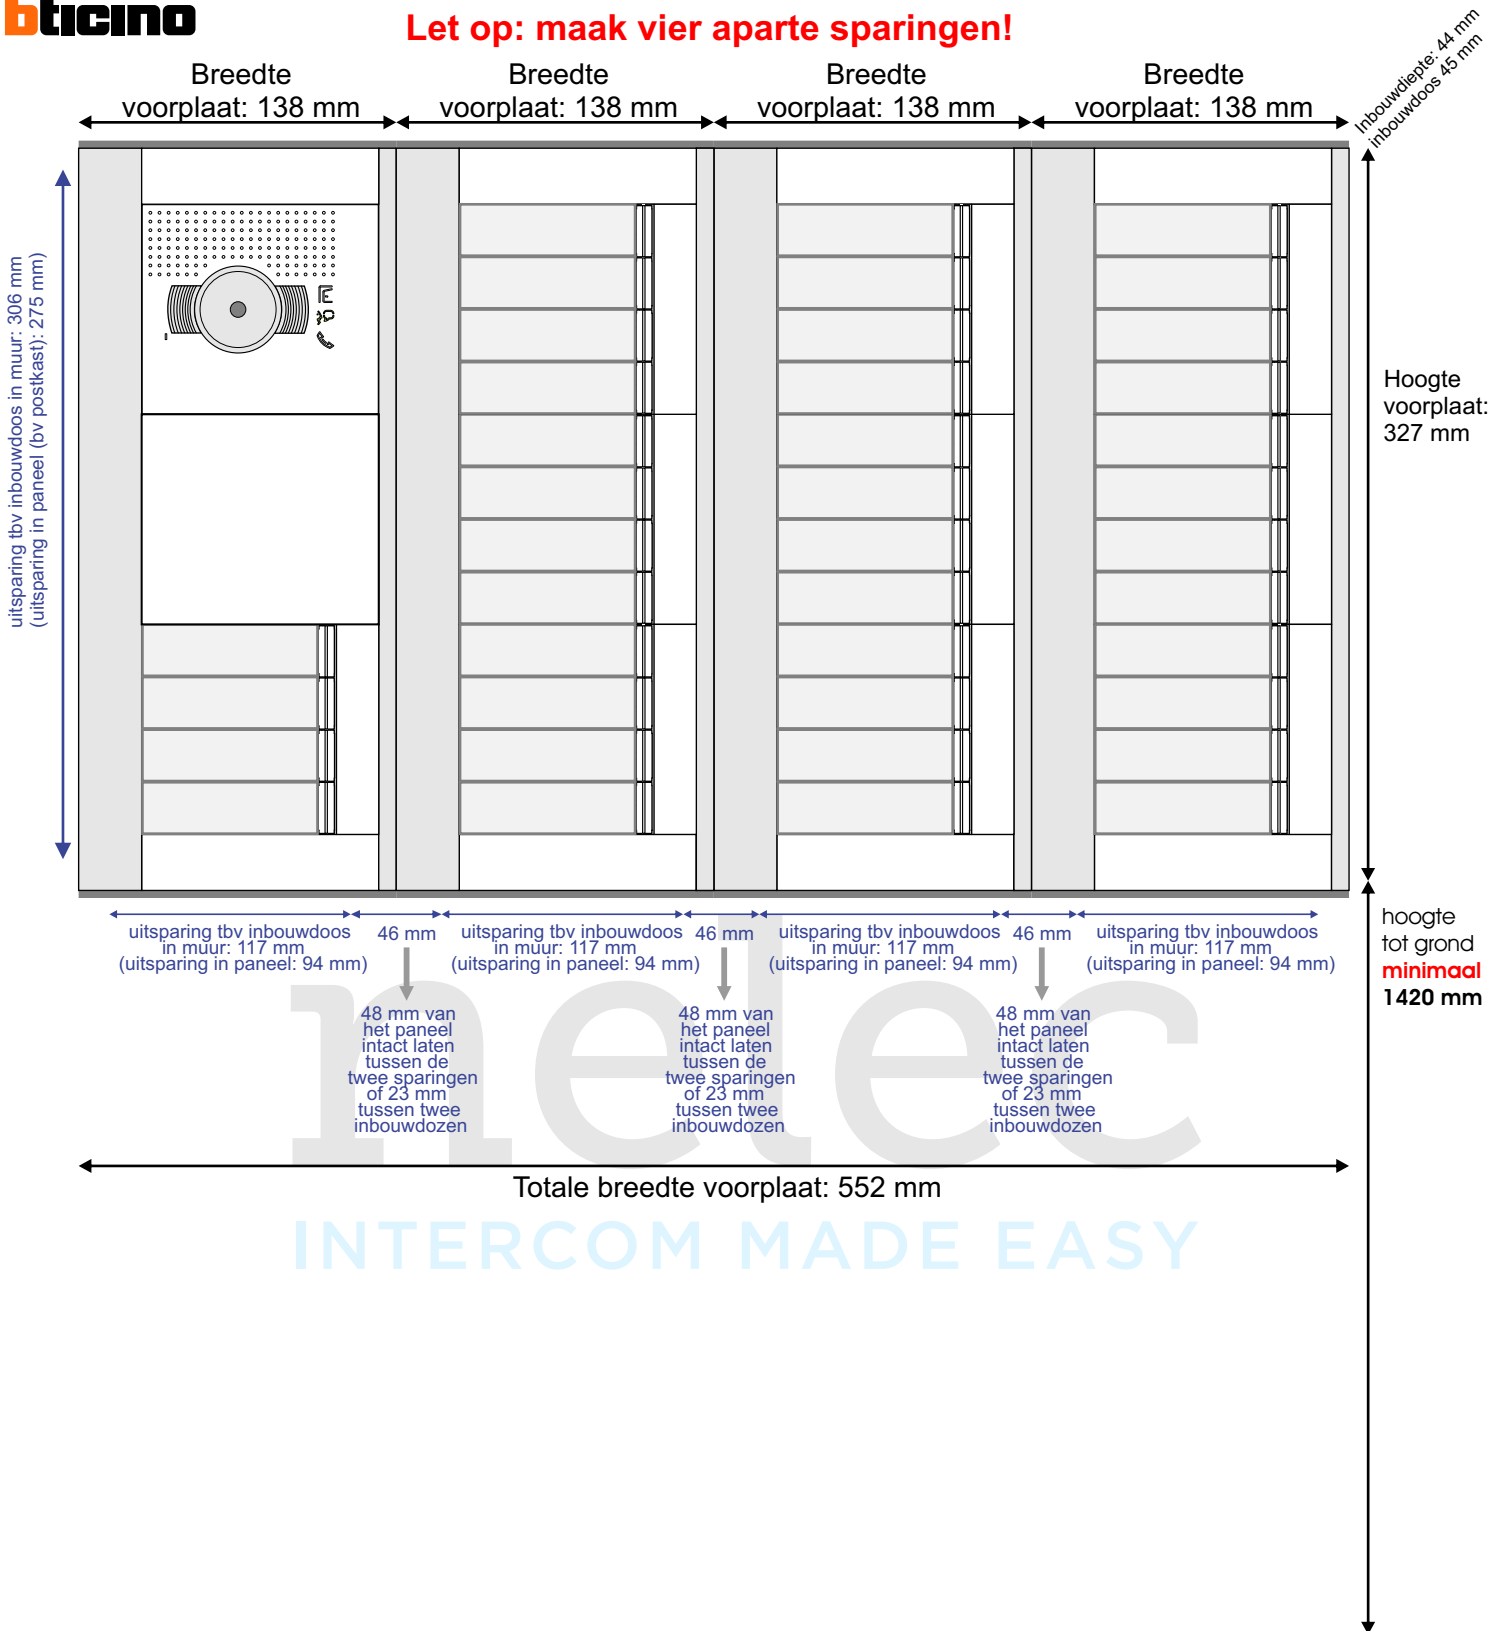 bticino
Let op: maak vier aparte sparingen!
Inbouwdiepte: 44 mm
inbouwdoos 45 mm
Breedte
voorplaat: 138 mm
Breedte
voorplaat: 138 mm
Breedte
voorplaat: 138 mm
Breedte
voorplaat: 138 mm
uitsparing tbv inbouwdoos in muur: 306 mm
(uitsparing in paneel (bv postkast): 275 mm)
Hoogte
voorplaat:
327 mm
uitsparing tbv inbouwdoos
in muur: 117 mm
(uitsparing in paneel: 94 mm)
46 mm
uitsparing tbv inbouwdoos
in muur: 117 mm
(uitsparing in paneel: 94 mm)
46 mm
uitsparing tbv inbouwdoos
in muur: 117 mm
(uitsparing in paneel: 94 mm)
46 mm
uitsparing tbv inbouwdoos
in muur: 117 mm
(uitsparing in paneel: 94 mm)
hoogte
tot grond
minimaal
1420 mm
48 mm van
het paneel
intact laten
tussen de
twee sparingen
of 23 mm
tussen twee
inbouwdozen
48 mm van
het paneel
intact laten
tussen de
twee sparingen
of 23 mm
tussen twee
inbouwdozen
48 mm van
het paneel
intact laten
tussen de
twee sparingen
of 23 mm
tussen twee
inbouwdozen
nelec
Totale breedte voorplaat: 552 mm
INTERCOM MADE EASY